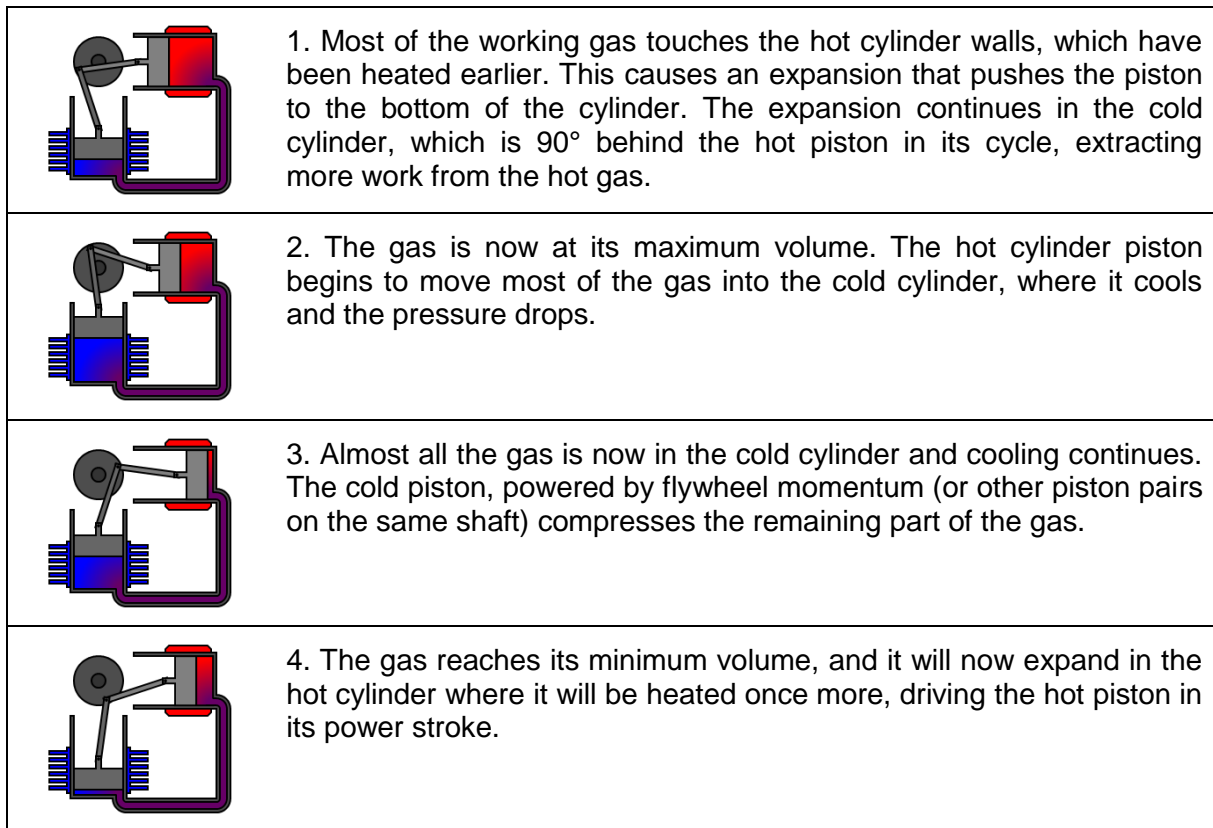 1. Most of the working gas touches the hot cylinder walls, which have
been heated earlier. This causes an expansion that pushes the piston
to the bottom of the cylinder. The expansion continues in the cold
cylinder, which is 90° behind the hot piston in its cycle, extracting
more work from the hot gas.
2. The gas is now at its maximum volume. The hot cylinder piston
begins to move most of the gas into the cold cylinder, where it cools
and the pressure drops.
3. Almost all the gas is now in the cold cylinder and cooling continues.
The cold piston, powered by flywheel momentum (or other piston pairs
on the same shaft) compresses the remaining part of the gas.
4. The gas reaches its minimum volume, and it will now expand in the
hot cylinder where it will be heated once more, driving the hot piston in
its power stroke.